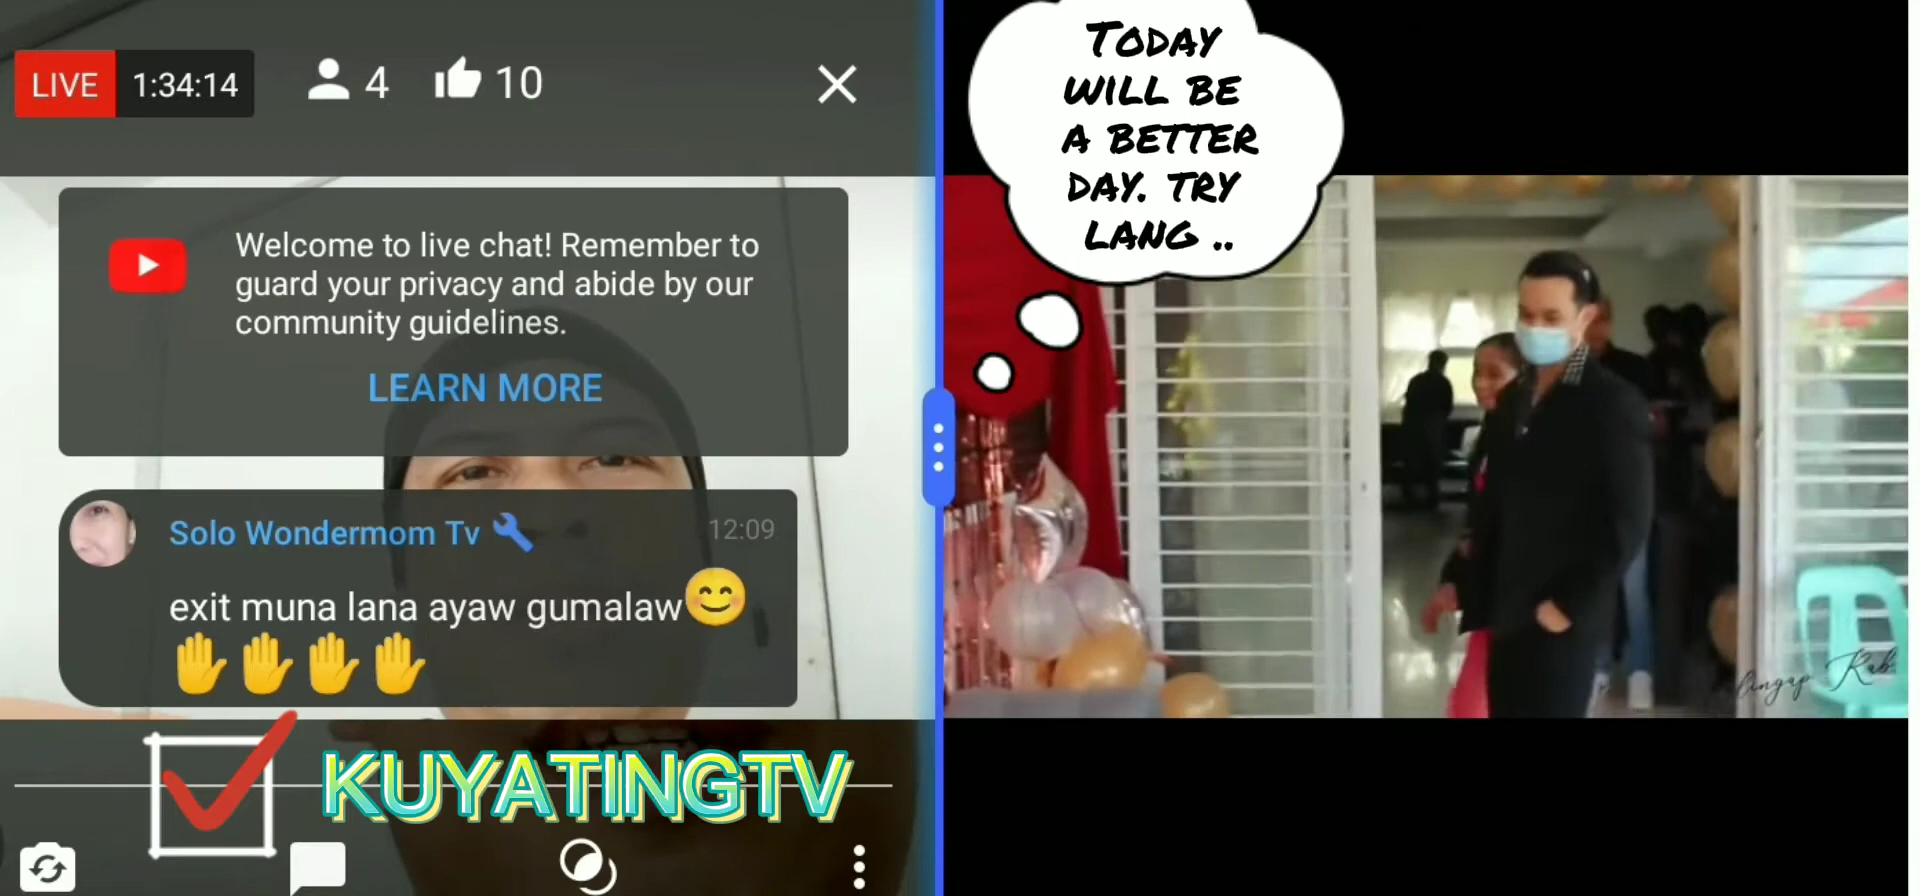 LIVE 1:34:14 4 10
Welcome to live chat! Remember to
guard your privacy and abide by our
community guidelines.
LEARN MORE
Solo Wondermom Tv 12:09
exit muna lana ayaw gumalaw😊
✋✋✋✋
KUYATINGTV
TODAY
WILL BE
A BETTER
DAY. TRY
LANG ..
Lingap Rab